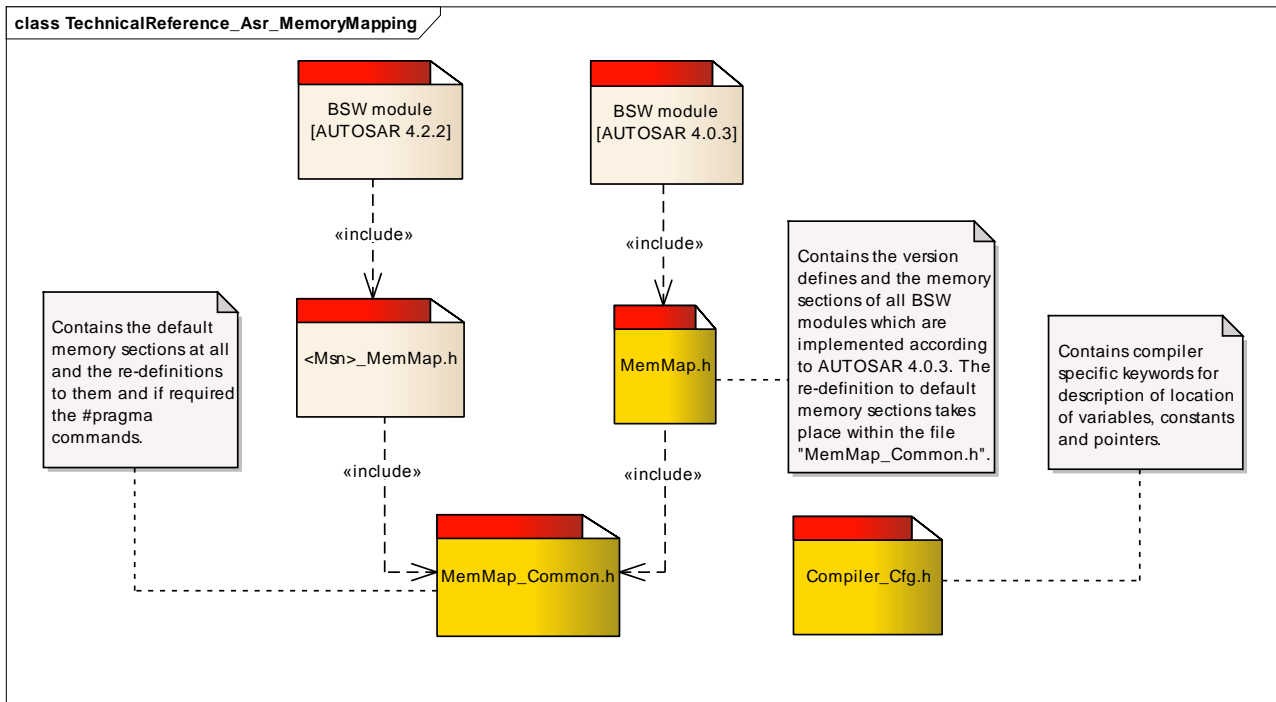 class TechnicalReference_Asr_MemoryMapping
BSW module
[AUTOSAR 4.2.2]
BSW module
[AUTOSAR 4.0.3]
«include»
«include»
Contains the default
memory sections at all
and the re-definitions
to them and if required
the #pragma
commands.
<Msn>_MemMap.h
MemMap.h
Contains the version
defines and the memory
sections of all BSW
modules which are
implemented according
to AUTOSAR 4.0.3. The
re-definition to default
memory sections takes
place within the file
"MemMap_Common.h".
Contains compiler
specific keywords for
description of location
of variables, constants
and pointers.
«include»
«include»
MemMap_Common.h
Compiler_Cfg.h